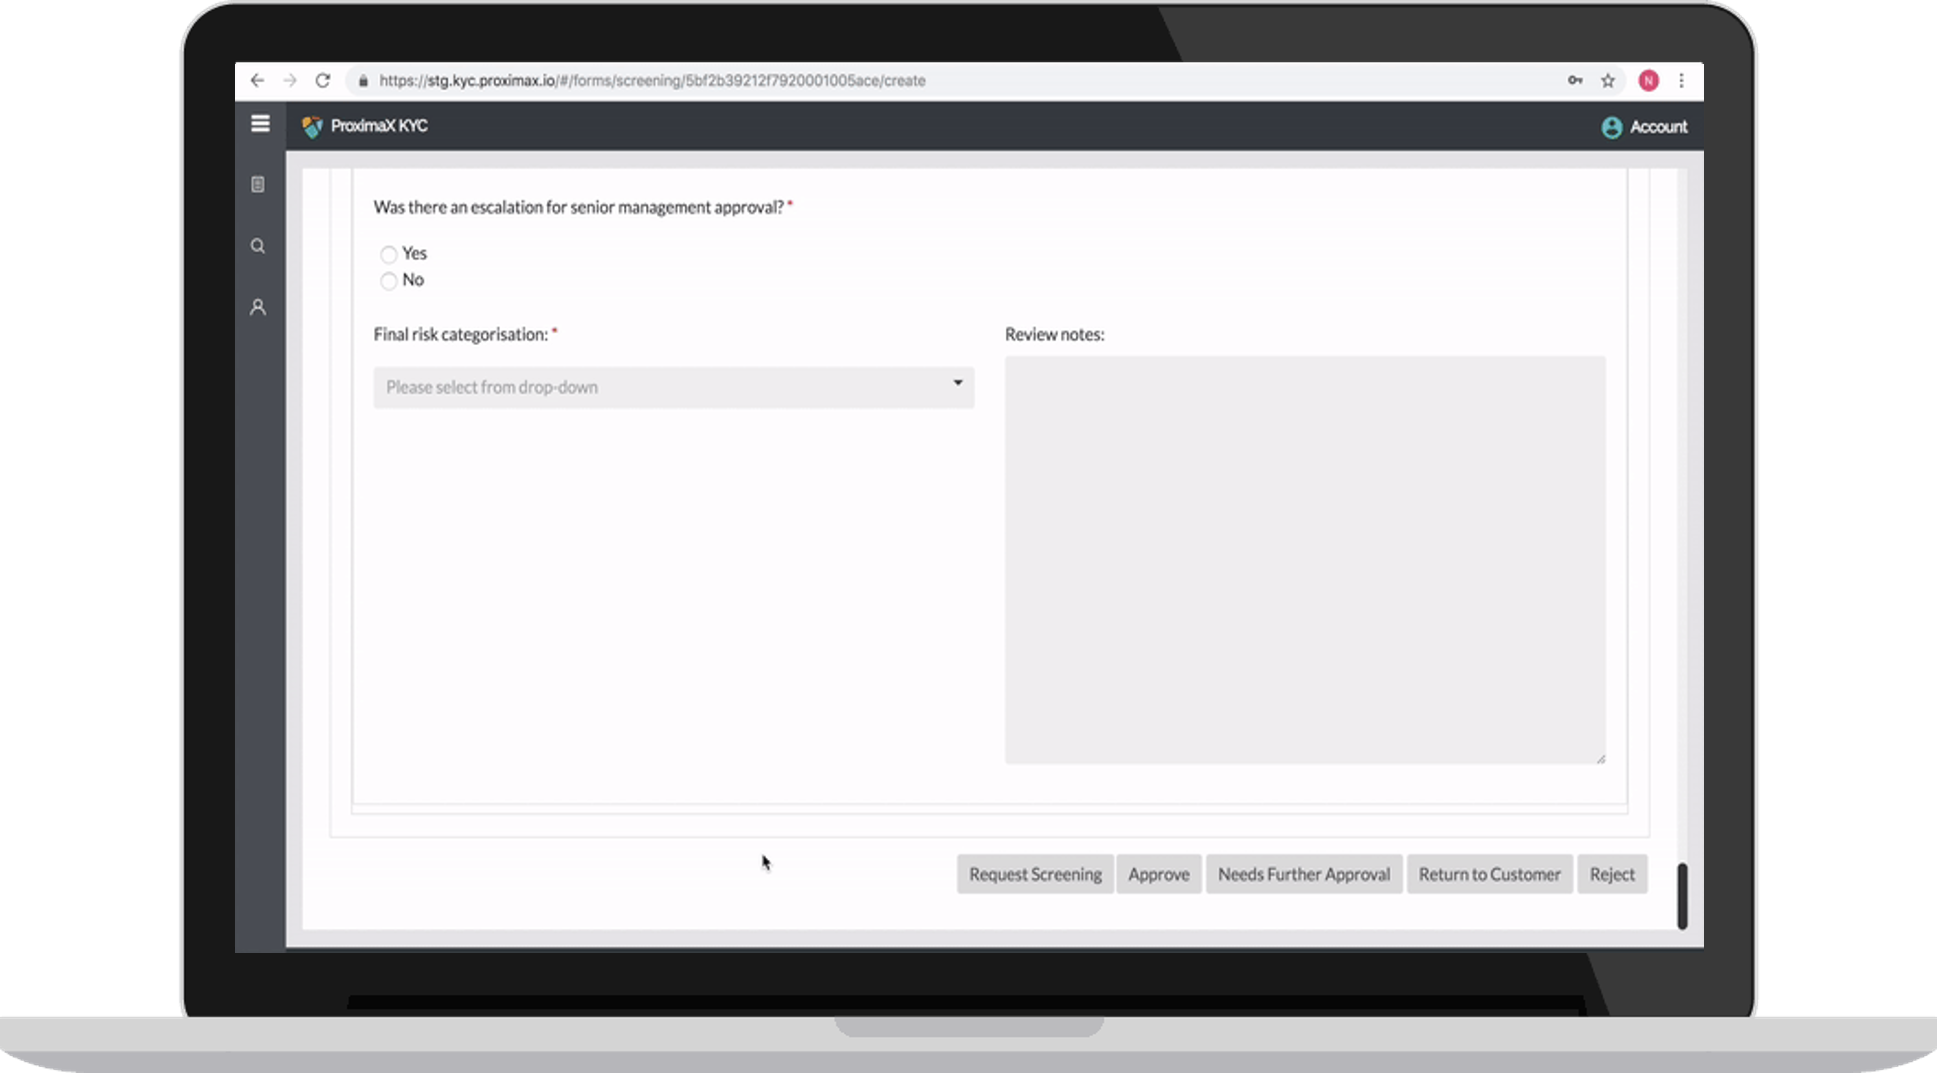 https://stg.kyc.proximax.io/#/forms/screening/5bf2b39212f7920001005ace/create
N
ProximaX KYC
Account
Was there an escalation for senior management approval? *
Yes
No
Final risk categorisation: *
Review notes:
Please select from drop-down
Request Screening
Approve
Needs Further Approval
Return to Customer
Reject